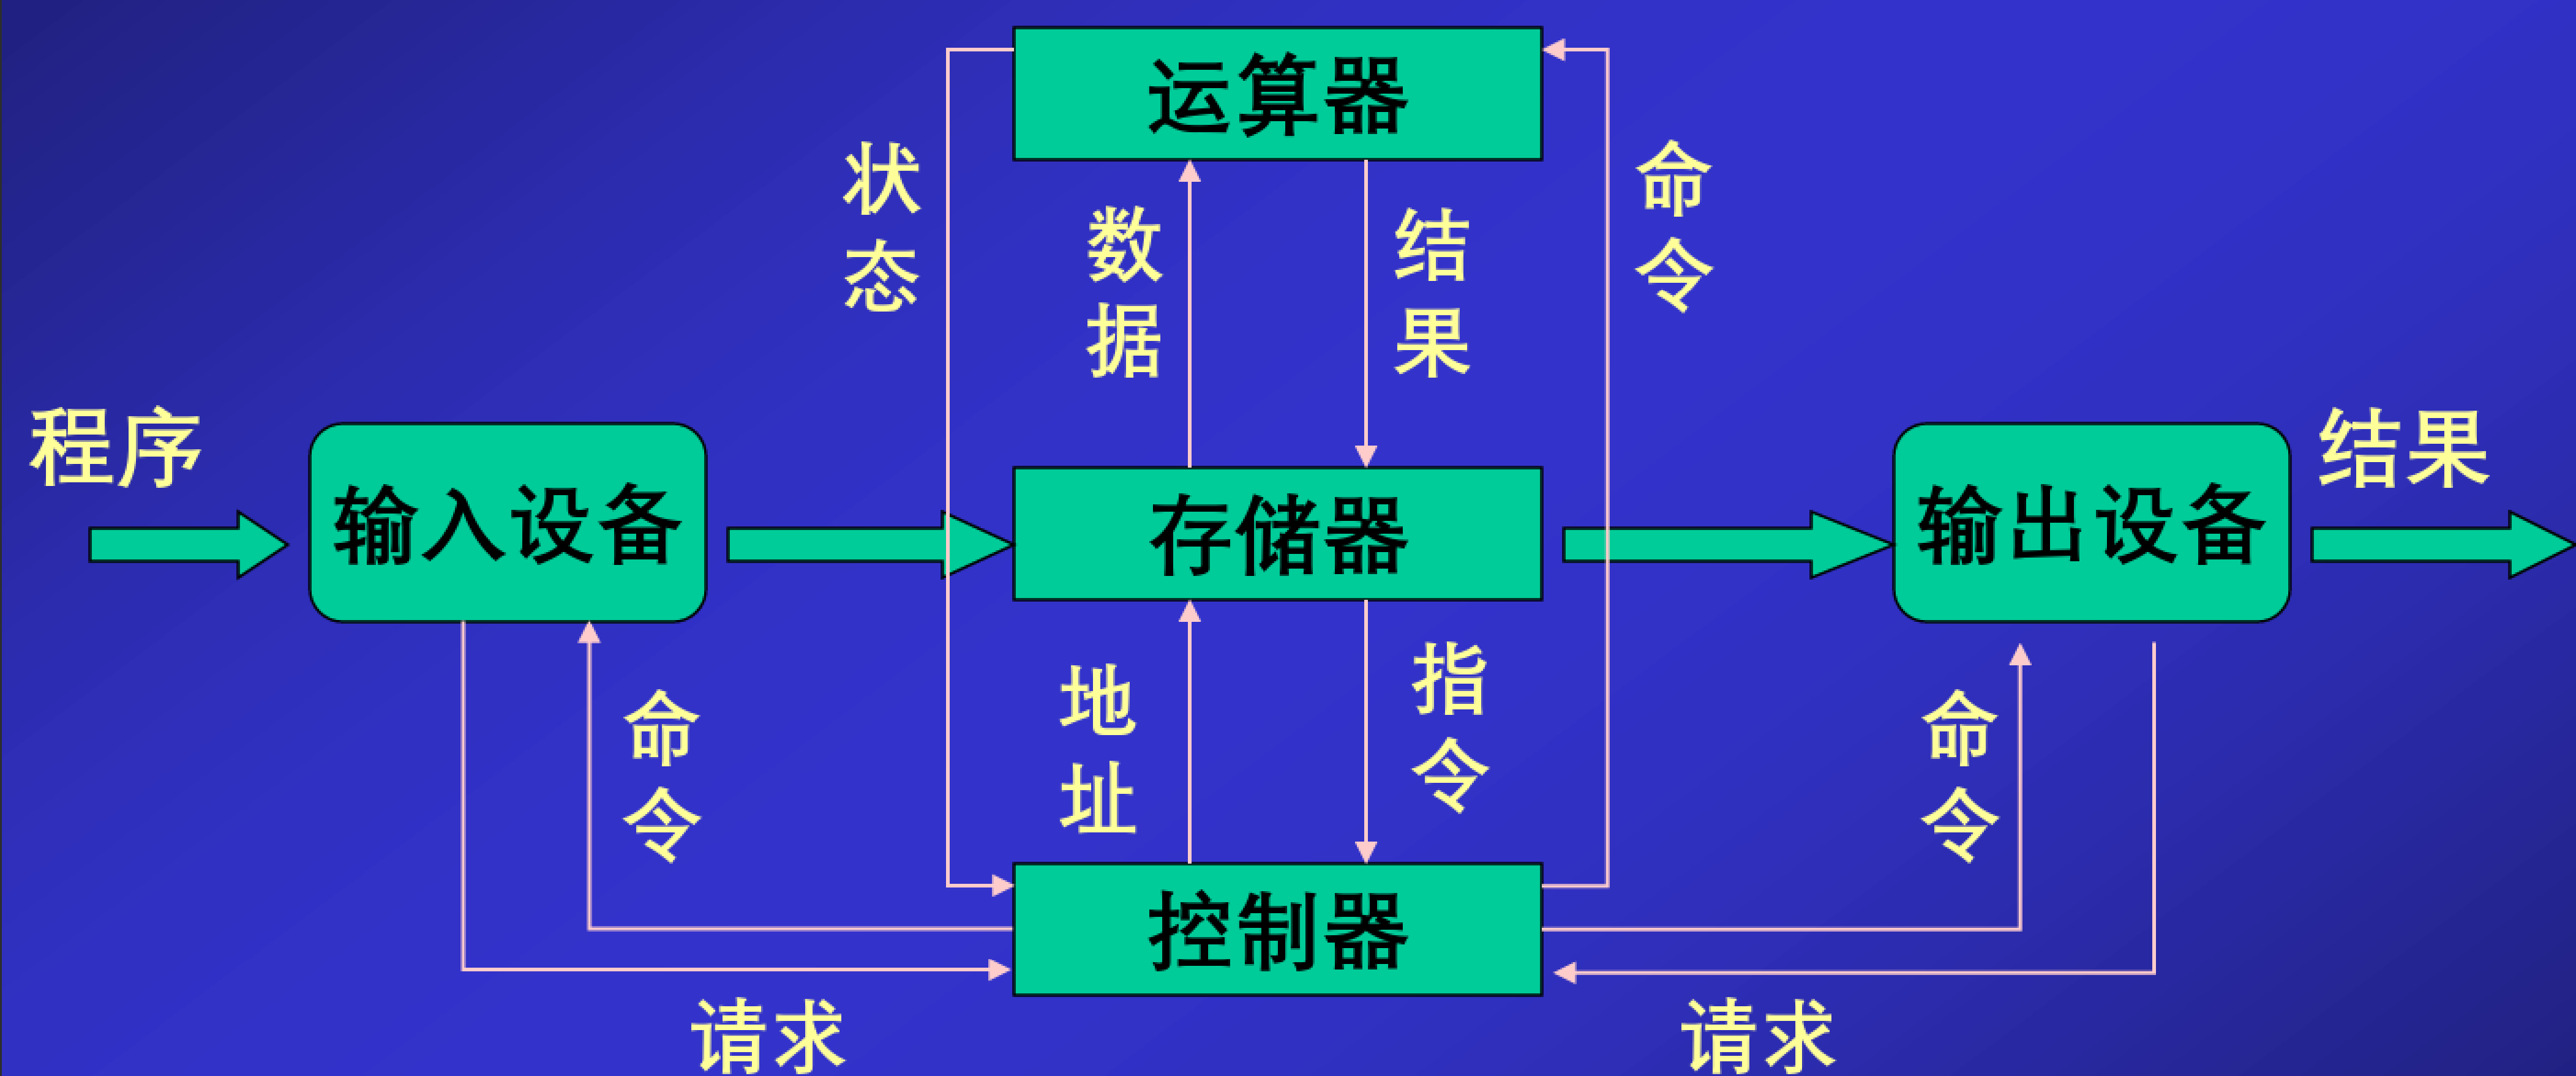 运算器
状态
数据
结果
命令
程序
输入设备
存储器
输出设备
结果
命令
地址
指令
命令
控制器
请求
请求